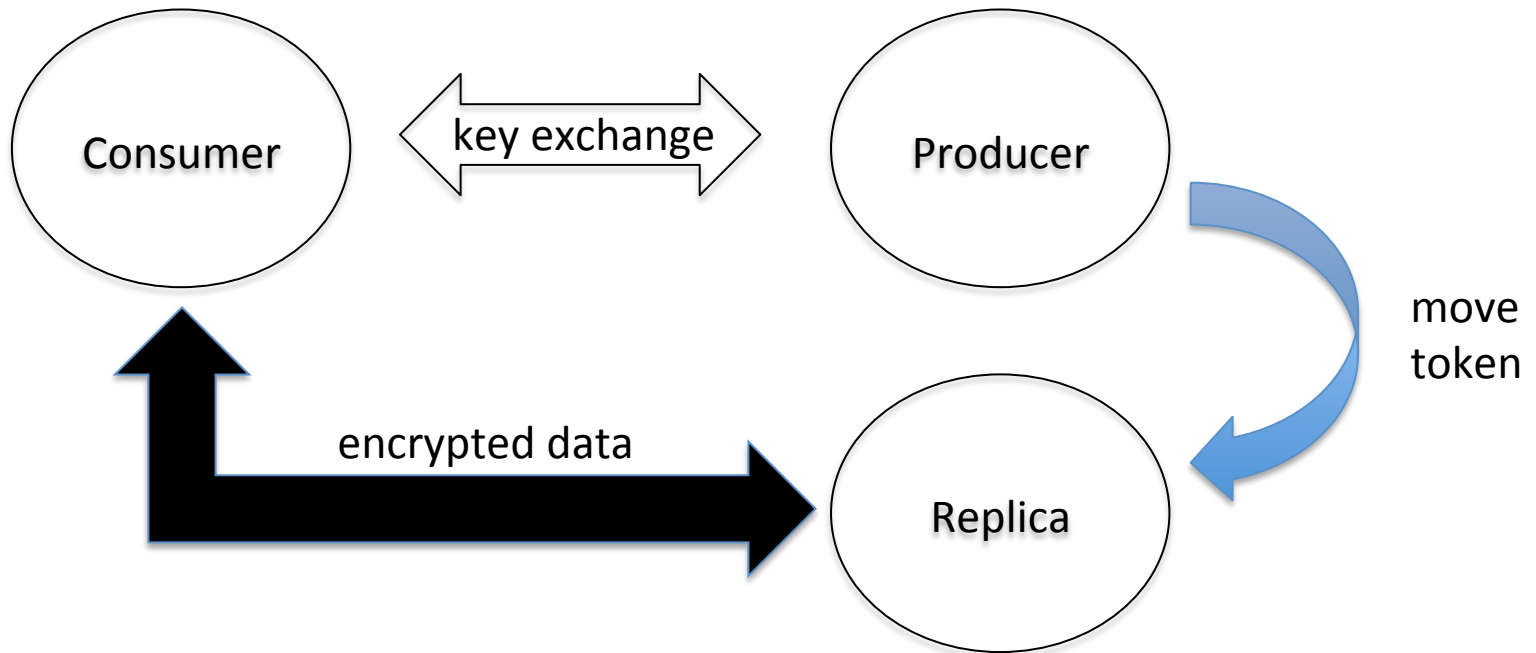 Consumer
key exchange
Producer
move
token
encrypted data
Replica